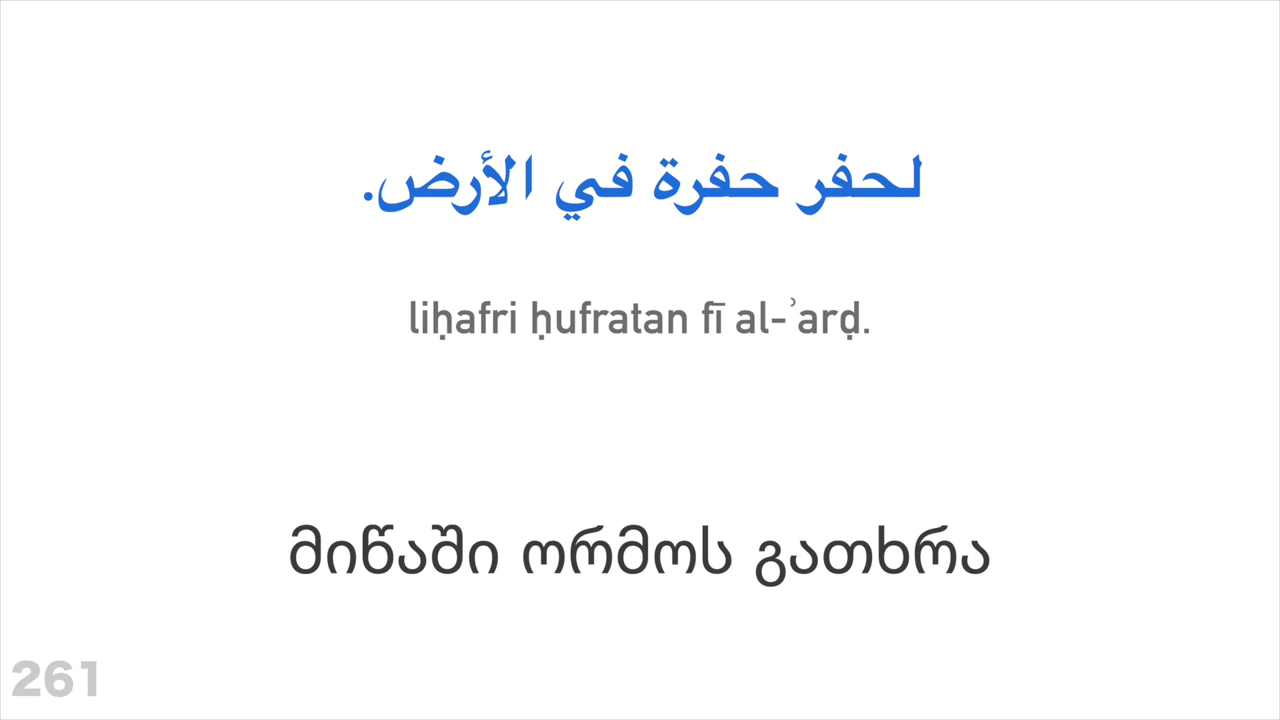 لحفر حفرة في الأرض.
liḥafri ḥufratan fī al-ʾarḍ.
მიწაში ორმოს გათხრა
261